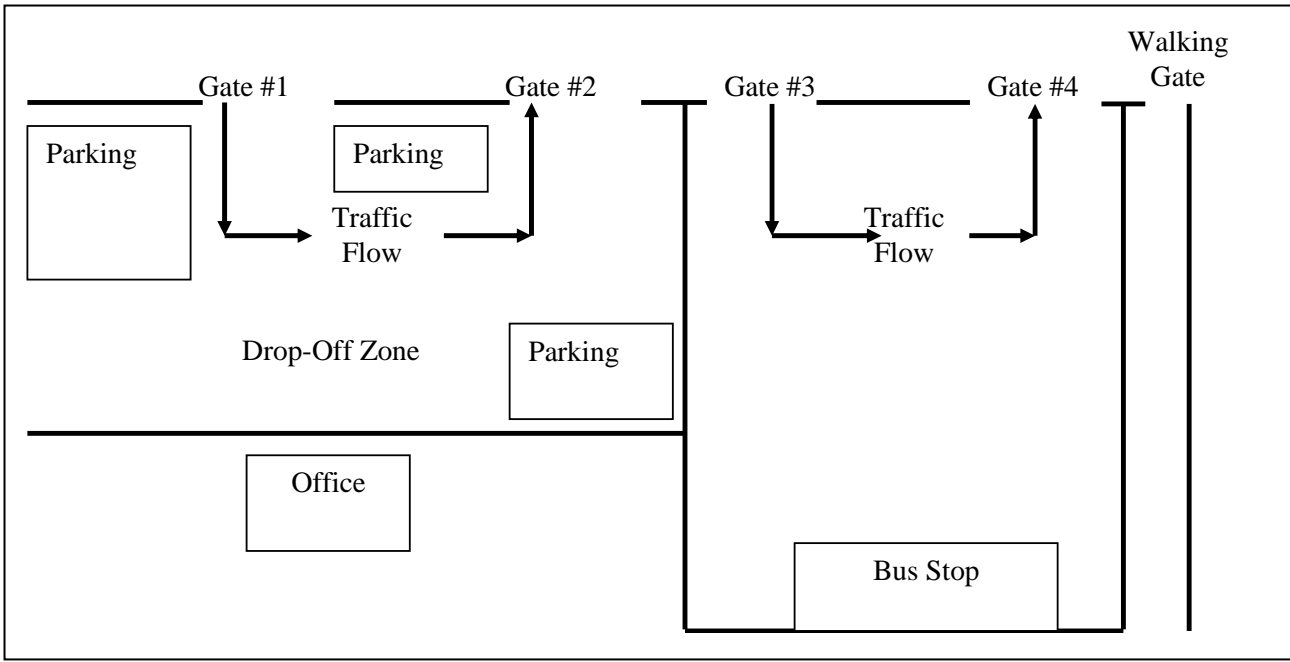 Walking
Gate
Gate #1
Gate #2
Gate #3
Gate #4
Parking
Parking
Traffic
Flow
Traffic
Flow
Drop-Off Zone
Parking
Office
Bus Stop